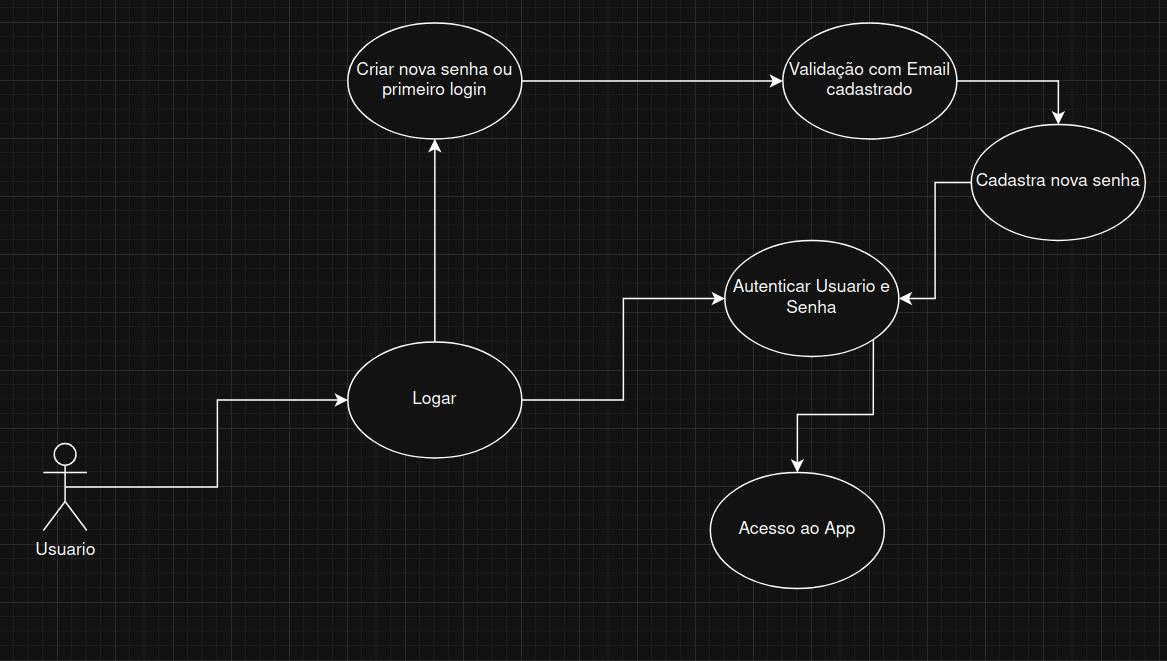 Criar nova senha ou
primeiro login
Validação com Email
cadastrado
Cadastra nova senha
Autenticar Usuario e
Senha
Logar
Acesso ao App
Usuario